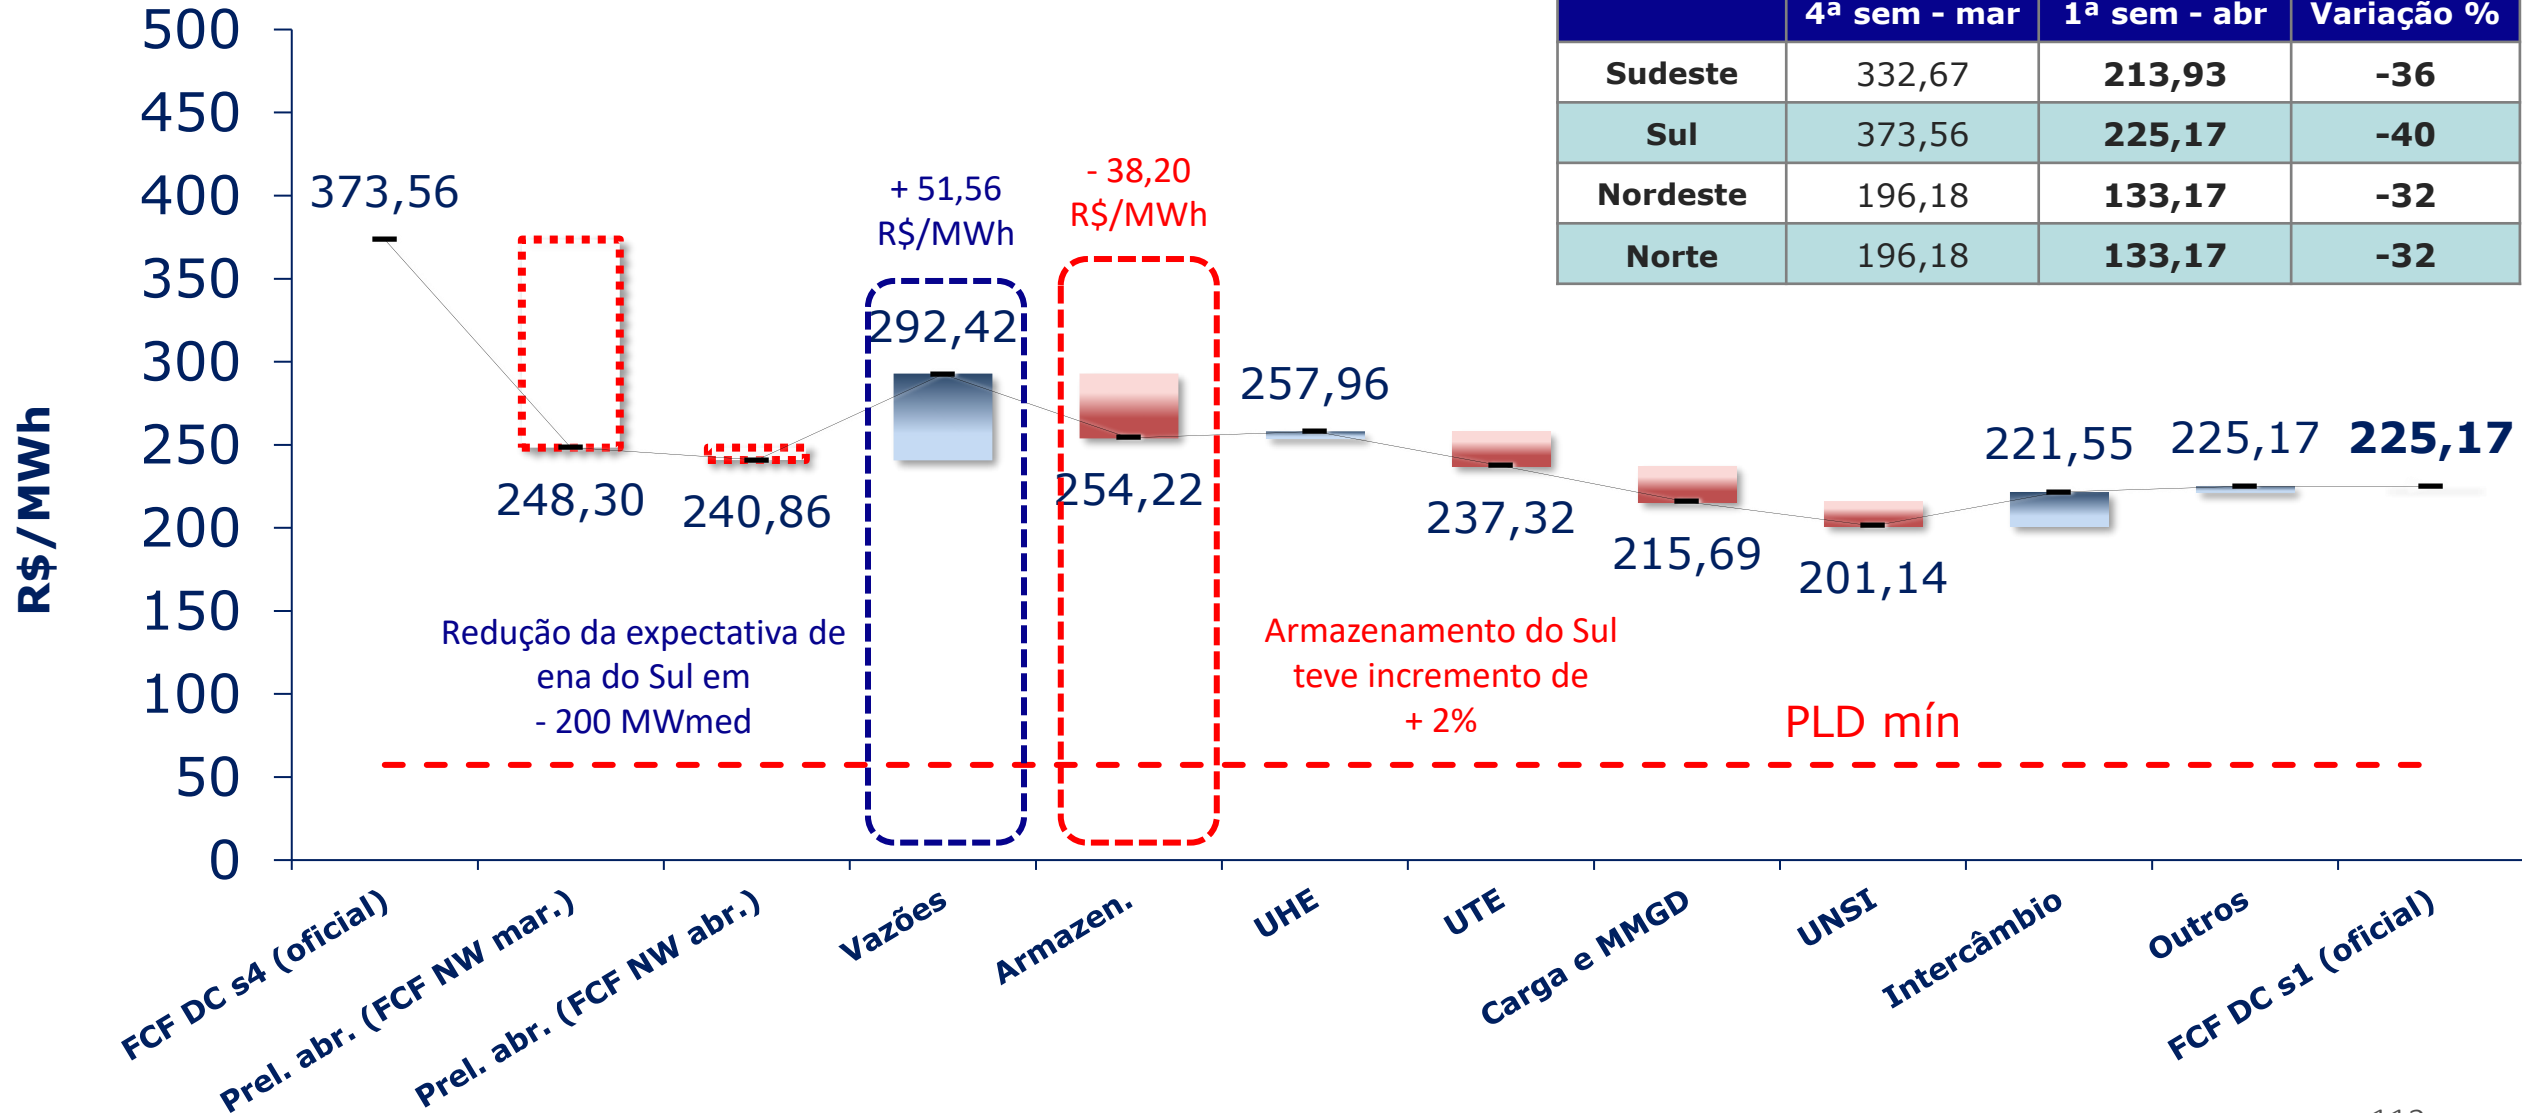 4ª sem - mar 1ª sem - abr Variação %
Sudeste 332,67 213,93 -36
Sul 373,56 225,17 -40
Nordeste 196,18 133,17 -32
Norte 196,18 133,17 -32
R$/MWh
500
450
400
350
300
250
200
150
100
50
0
373,56
248,30
240,86
+ 51,56
R$/MWh
292,42
- 38,20
R$/MWh
254,22
257,96
237,32
215,69
201,14
221,55
225,17
225,17
Redução da expectativa de
ena do Sul em
- 200 MWmed
Armazenamento do Sul
teve incremento de
+ 2%
PLD mín
FCF DC s4 (oficial)
Prel. abr. (FCF NW mar.)
Prel. abr. (FCF NW abr.)
Vazões
Armazen.
UHE
UTE
Carga e MMGD
UNSI
Intercâmbio
Outros
FCF DC s1 (oficial)